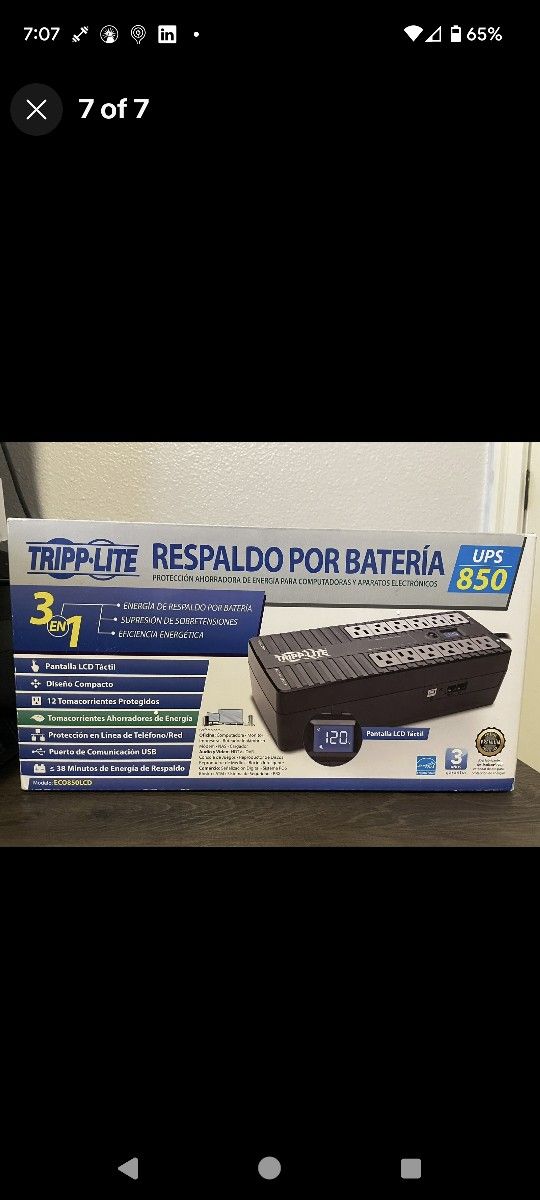 7:07
in
65%
7 of 7
TRIPP·LITE
RESPALDO POR BATERÍA
PROTECCIÓN AHORRADORA DE ENERGÍA PARA COMPUTADORAS Y APARATOS ELECTRÓNICOS
UPS
850
3 EN 1
• ENERGÍA DE RESPALDO POR BATERÍA
• SUPRESIÓN DE SOBRETENSIONES
• EFICIENCIA ENERGÉTICA
Pantalla LCD Táctil
Diseño Compacto
12 Tomacorrientes Protegidos
Tomacorrientes Ahorradores de Energía
Protección en Línea de Teléfono/Red
Puerto de Comunicación USB
≤ 38 Minutos de Energía de Respaldo
Modelo: ECO850LCD
TRIPP·LITE
120
Pantalla LCD Táctil
3
AÑOS